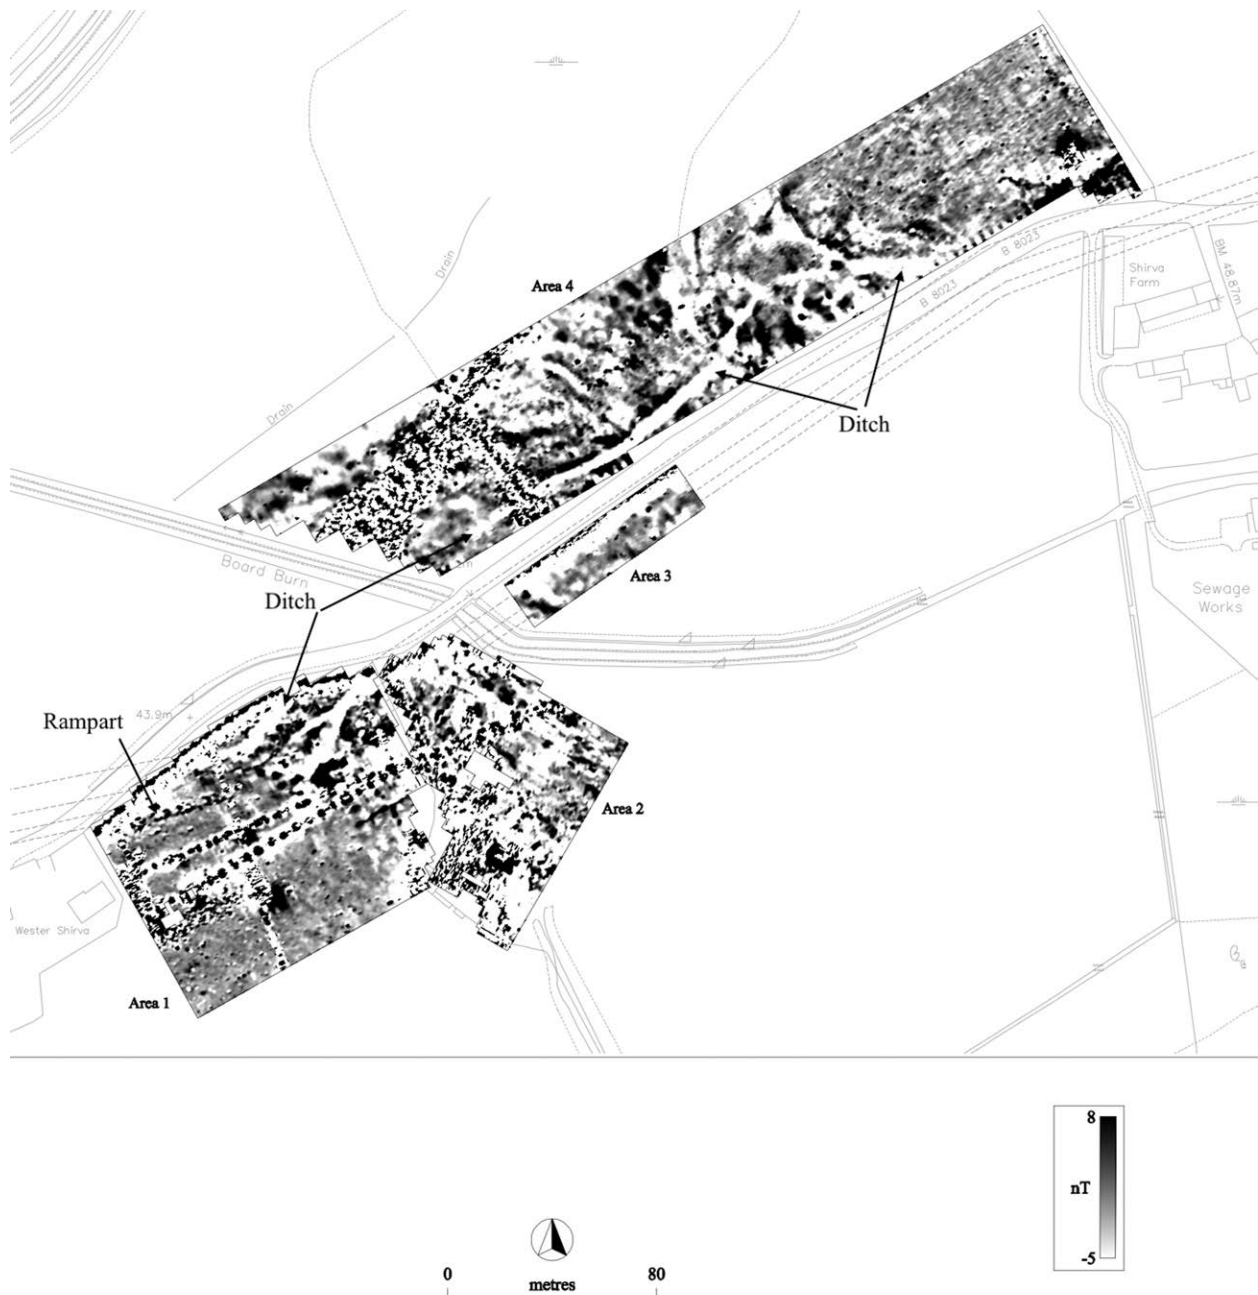 Area 4
Drain
Drain
B 8023
B 8023
BM 48.87m
Shirva
Farm
Ditch
Board Burn
Ditch
Area 3
Sewage
Works
Rampart
43.9m
Area 2
Wester Shirva
Area 1
8
nT
-5
0
80
metres